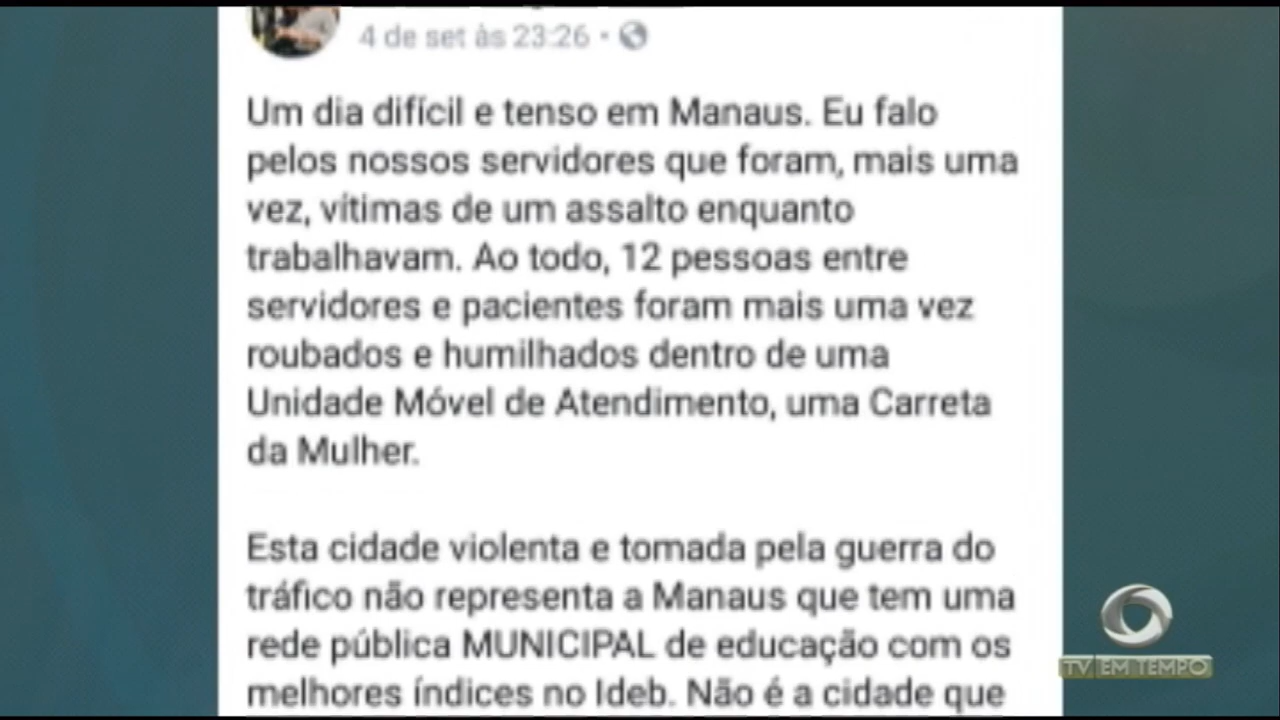 4 de set às 23:26 •
Um dia difícil e tenso em Manaus. Eu falo
pelos nossos servidores que foram, mais uma
vez, vítimas de um assalto enquanto
trabalhavam. Ao todo, 12 pessoas entre
servidores e pacientes foram mais uma vez
roubados e humilhados dentro de uma
Unidade Móvel de Atendimento, uma Carreta
da Mulher.
Esta cidade violenta e tomada pela guerra do
tráfico não representa a Manaus que tem uma
rede pública MUNICIPAL de educação com os
melhores índices no Ideb. Não é a cidade que
TV EM TEMPO